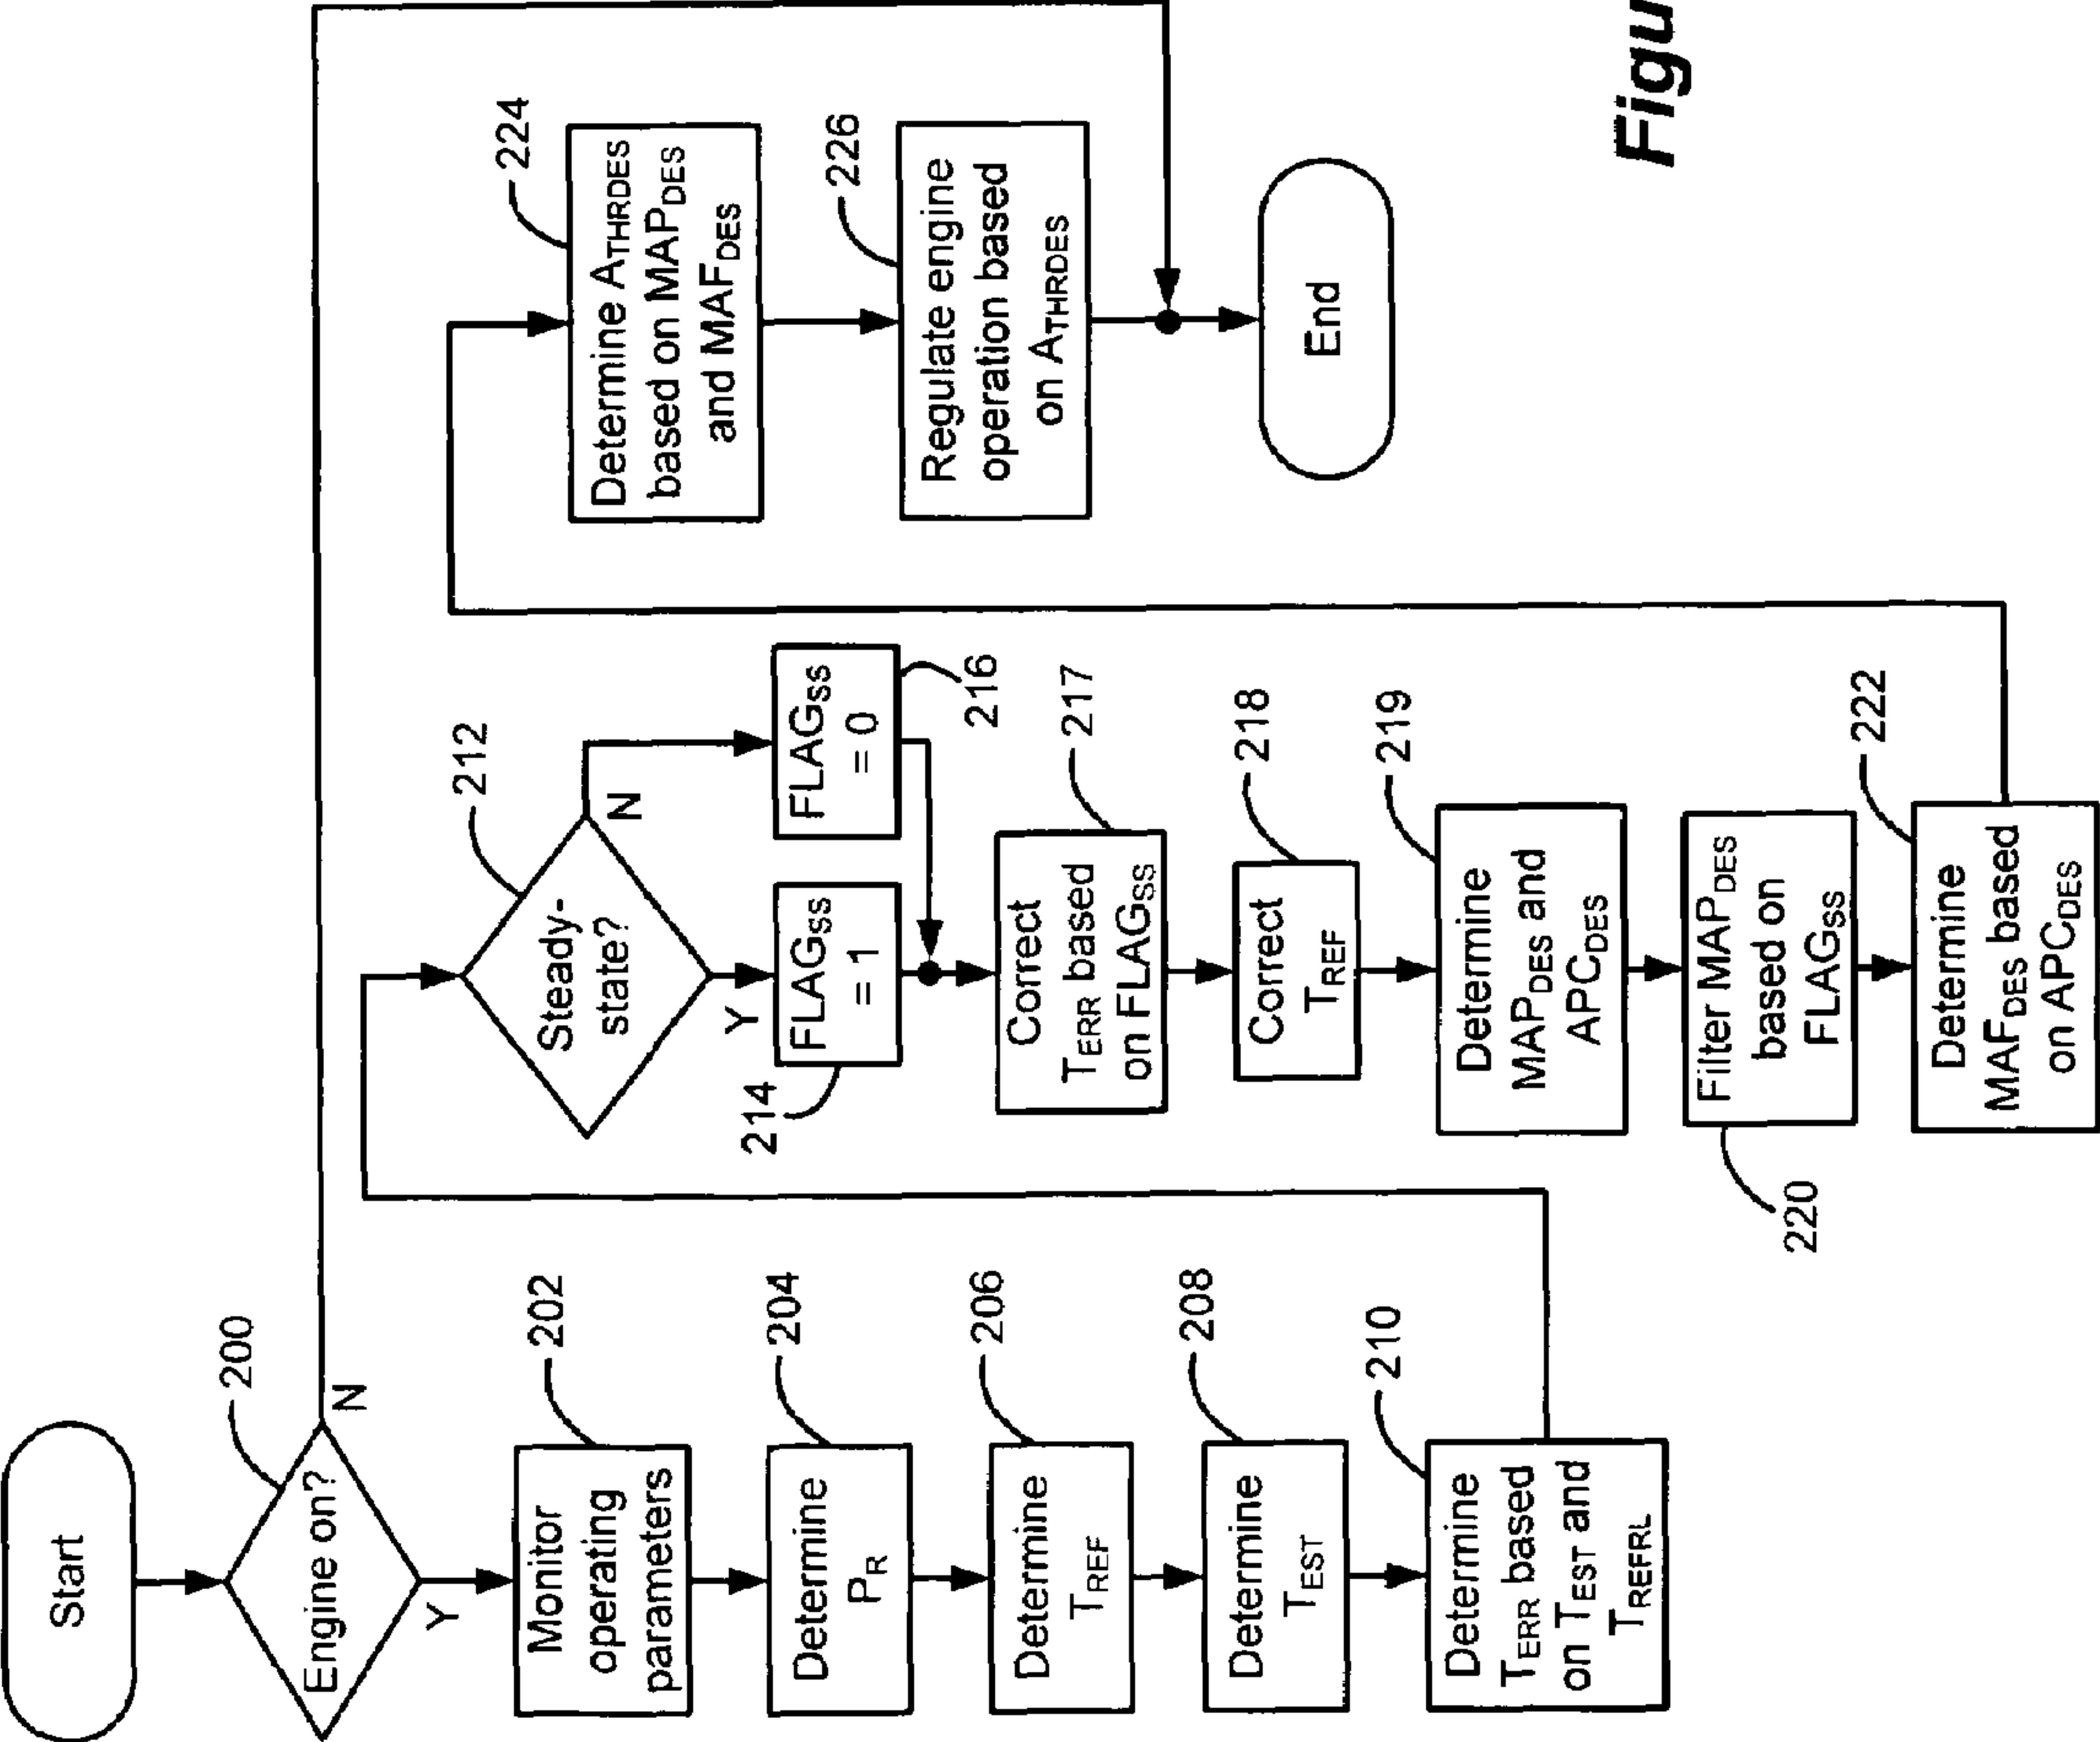 Start
200
Engine on?
N
Y
202
Monitor
operating
parameters
204
Determine
PR
206
Determine
TREF
208
Determine
TEST
210
Determine
TERR based
on TEST and
TREFRL
212
Steady-
state?
N
Y
214
FLAGSS
= 1
FLAGSS
= 0
216
217
Correct
TERR based
on FLAGSS
218
Correct
TREF
219
Determine
MAPDES and
APCDES
220
Filter MAPDES
based on
FLAGSS
222
Determine
MAFDES based
on APCDES
224
Determine ATHRDES
based on MAPDES
and MAFDES
226
Regulate engine
operation based
on ATHRDES
End